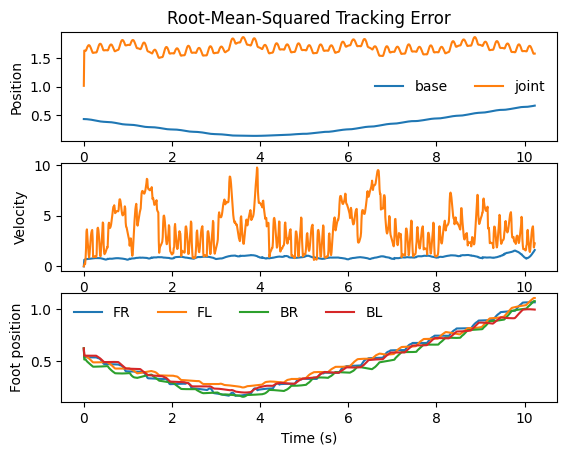 Root-Mean-Squared Tracking Error
Position
1.5
1.0
0.5
base joint
0 2 4 6 8 10
Velocity
10
5
0
0 2 4 6 8 10
Foot position
1.0
0.5
FR FL BR BL
0 2 4 6 8 10
Time (s)